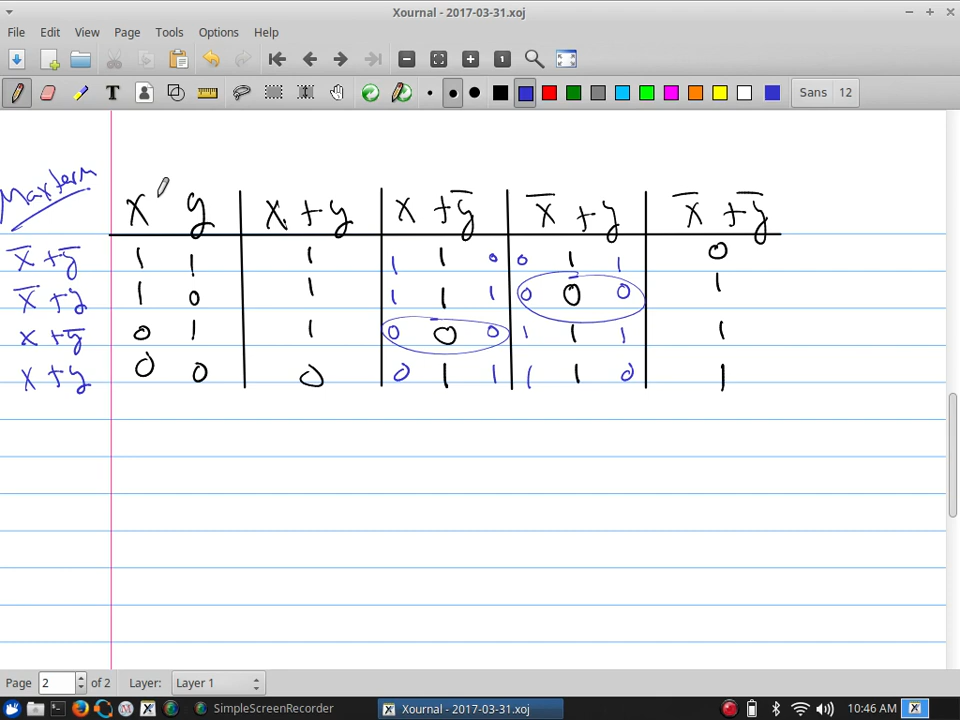 Xournal - 2017-03-31.xoj
File Edit View Page Tools Options Help
T 1 Sans 12
Maxterm
x y x + y x + y̅ x̅ + y x̅ + y̅
x̅ + y̅ 1 1 1 1 1 0 0 1 1 0
x̅ + y 1 0 1 1 1 1 0 0 0 1
x + y̅ 0 1 1 0 0 0 1 1 1 1
x + y 0 0 0 0 1 1 1 1 0 1
Page 2 of 2 Layer: Layer 1
SimpleScreenRecorder Xournal - 2017-03-31.xoj 10:46 AM